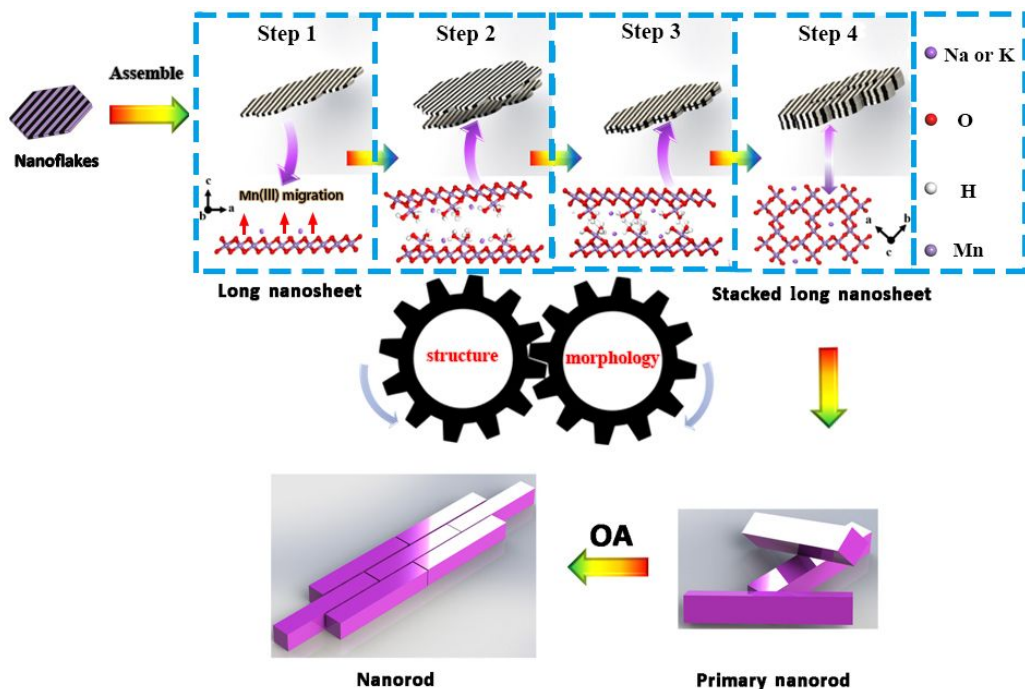 Step 1
Step 2
Step 3
Step 4
Na or K
O
H
Mn
Assemble
Nanoflakes
c
b
a
Mn(lll) migration
a
b
c
Long nanosheet
Stacked long nanosheet
structure
morphology
OA
Nanorod
Primary nanorod